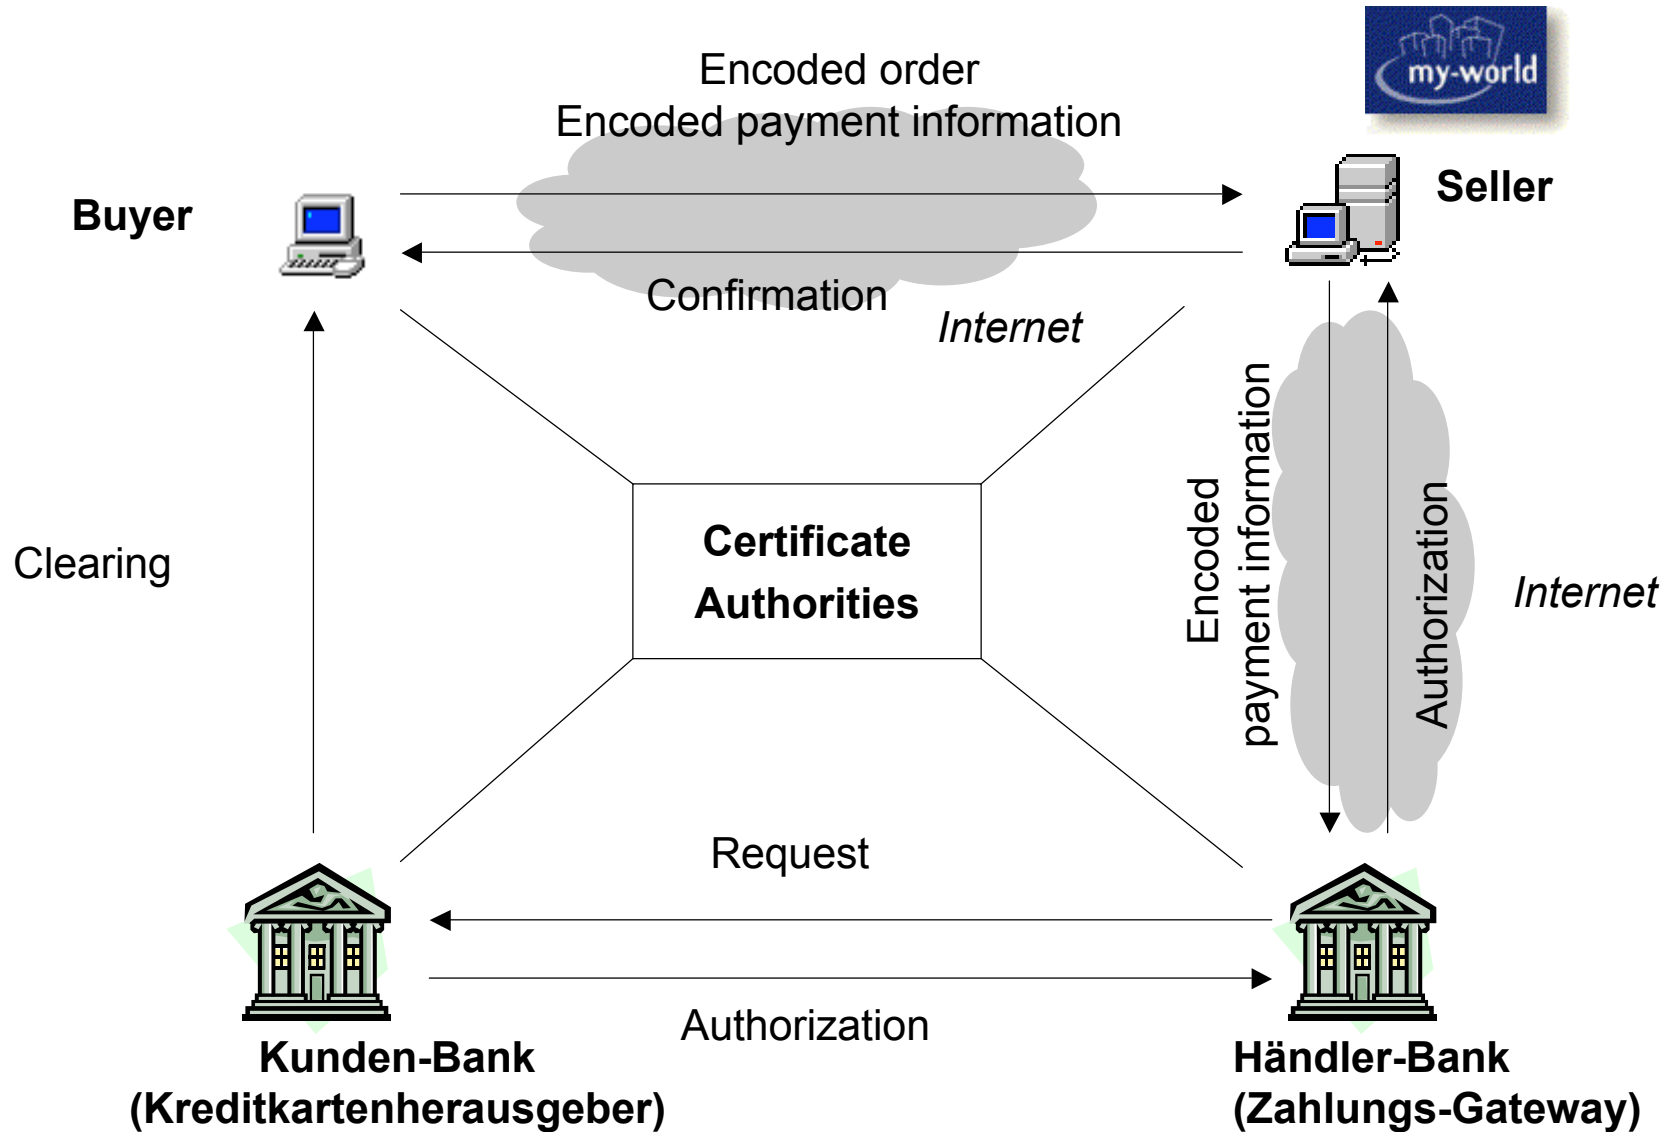 my-world
Encoded order
Encoded payment information
Buyer
Seller
Confirmation
Internet
Encoded
payment information
Authorization
Internet
Clearing
Certificate
Authorities
Request
Authorization
Kunden-Bank
(Kreditkartenherausgeber)
Händler-Bank
(Zahlungs-Gateway)